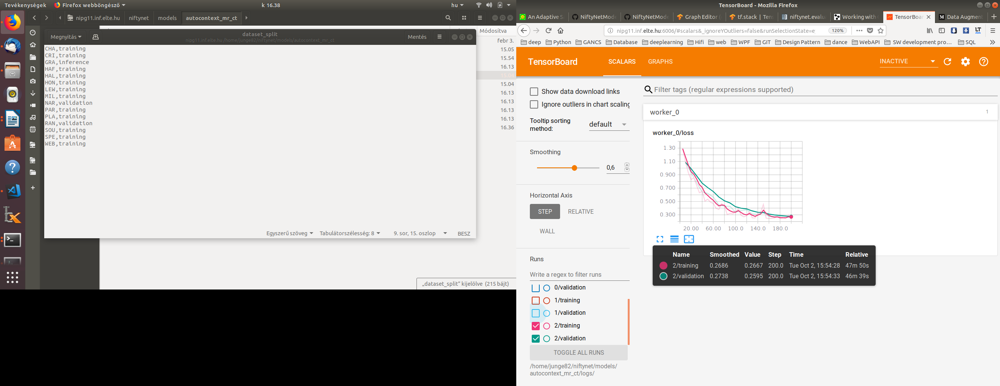 Tevékenységek
Firefox webböngésző
k 16.38
hu
nipg11.inf.elte.hu
niftynet
models
autocontext_mr_ct
Módosítva
febr 3.
15.05
15.54
16.13
15.04
15.04
16.13
16.13
16.13
16.13
16.36
Megnyitás
dataset_split
nipg11.inf.elte.hu /home/junge82/niftynet/models/autocontext_mr_ct
Mentés
CHA,training
CRI,training
GRA,inference
HAF,training
HAL,training
HON,training
LEW,training
MIL,training
NAR,validation
PAR,training
PLA,training
RAN,validation
SOU,training
SPE,training
WEB,training
Egyszerű szöveg
Tabulátorszélesség: 8
9. sor, 15. oszlop
BESZ
„dataset_split” kijelölve (215 bájt)
TensorBoard - Mozilla Firefox
An Adaptive S
NiftyNetMode
NiftyNetMode
Graph Editor (
tf.stack | Tens
niftynet.evalua
Working with
TensorBoar
Data Augment
nipg11.inf.elte.hu:6006/#scalars&_ignoreYOutliers=false&runSelectionState=e
120%
deep
Python
GANCS
Database
deeplearning
Hifi
web
WPF
GIT
Design Pattern
dance
WebAPI
SW development pro…
SQL
TensorBoard
SCALARS
GRAPHS
INACTIVE
Show data download links
Ignore outliers in chart scaling
Tooltip sorting method:
default
Smoothing
0,6
Horizontal Axis
STEP
RELATIVE
WALL
Runs
Write a regex to filter runs
0/validation
1/training
1/validation
2/training
2/validation
TOGGLE ALL RUNS
/home/junge82/niftynet/models/
autocontext_mr_ct/logs/
Filter tags (regular expressions supported)
worker_0
1
worker_0/loss
1.30
1.10
0.900
0.700
0.500
0.300
20.00 60.00 100.0 140.0 180.0
Name Smoothed Value Step Time Relative
2/training 0.2686 0.2667 200.0 Tue Oct 2, 15:54:28 47m 50s
2/validation 0.2738 0.2595 200.0 Tue Oct 2, 15:54:33 46m 39s